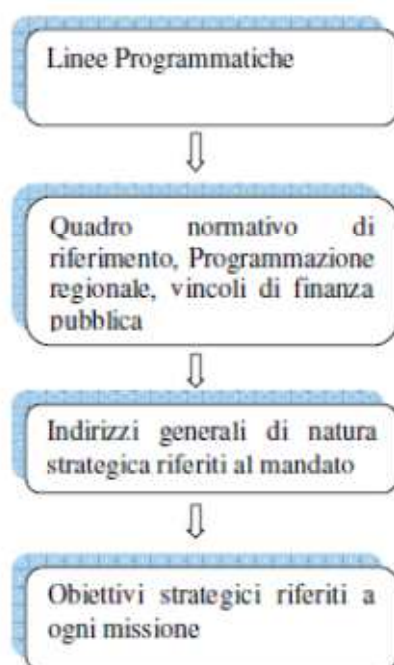 Linee Programmatiche
Quadro normativo di
riferimento, Programmazione
regionale, vincoli di finanza
pubblica
Indirizzi generali di natura
strategica riferiti al mandato
Obiettivi strategici riferiti a
ogni missione